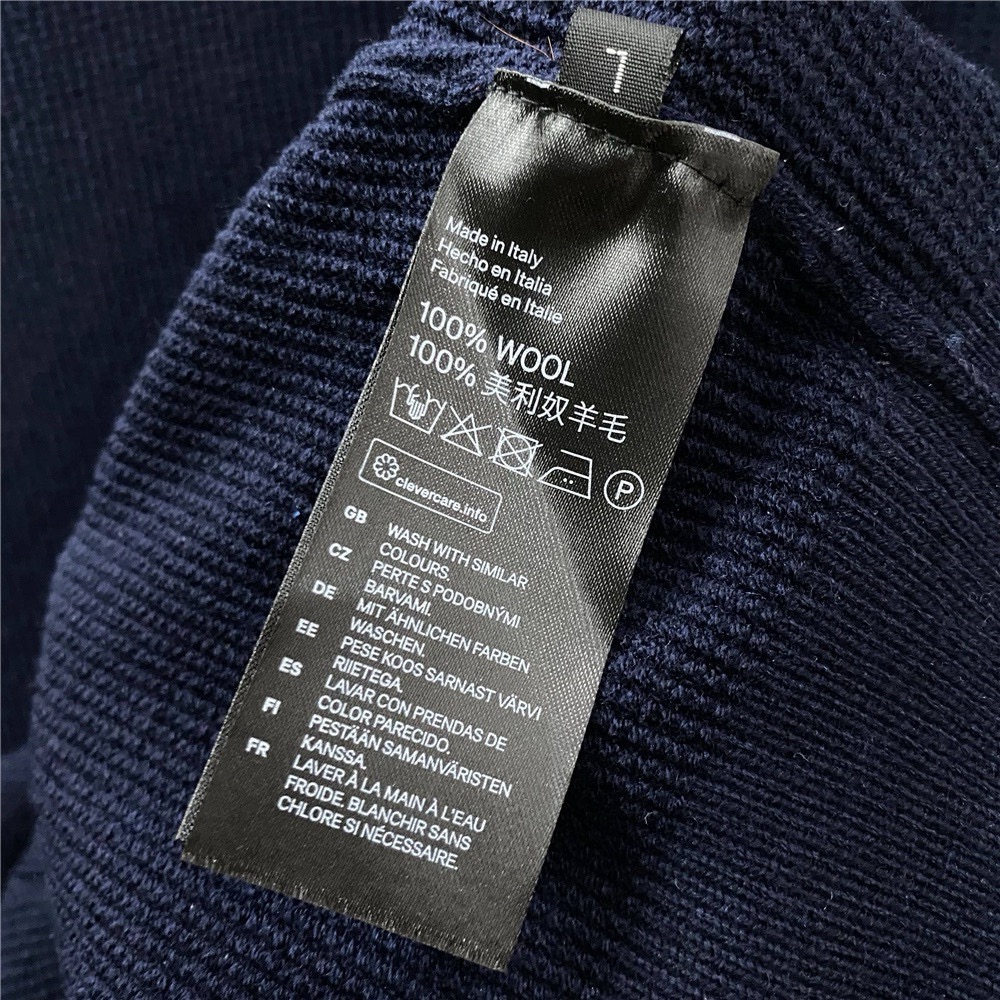 L
Made in Italy
Hecho en Italia
Fabriqué en Italie
100% WOOL
100% 美利奴羊毛
P
clevercare.info
GB WASH WITH SIMILAR
COLOURS.
CZ PERTE S PODOBNÝMI
BARVAMI.
DE MIT ÄHNLICHEN FARBEN
WASCHEN.
EE PESE KOOS SARNAST VÄRVI
RIIETEGA.
ES LAVAR CON PRENDAS DE
COLOR PARECIDO.
FI PESTÄÄN SAMANVÄRISTEN
KANSSA.
FR LAVER À LA MAIN À L'EAU
FROIDE. BLANCHIR SANS
CHLORE SI NÉCESSAIRE.